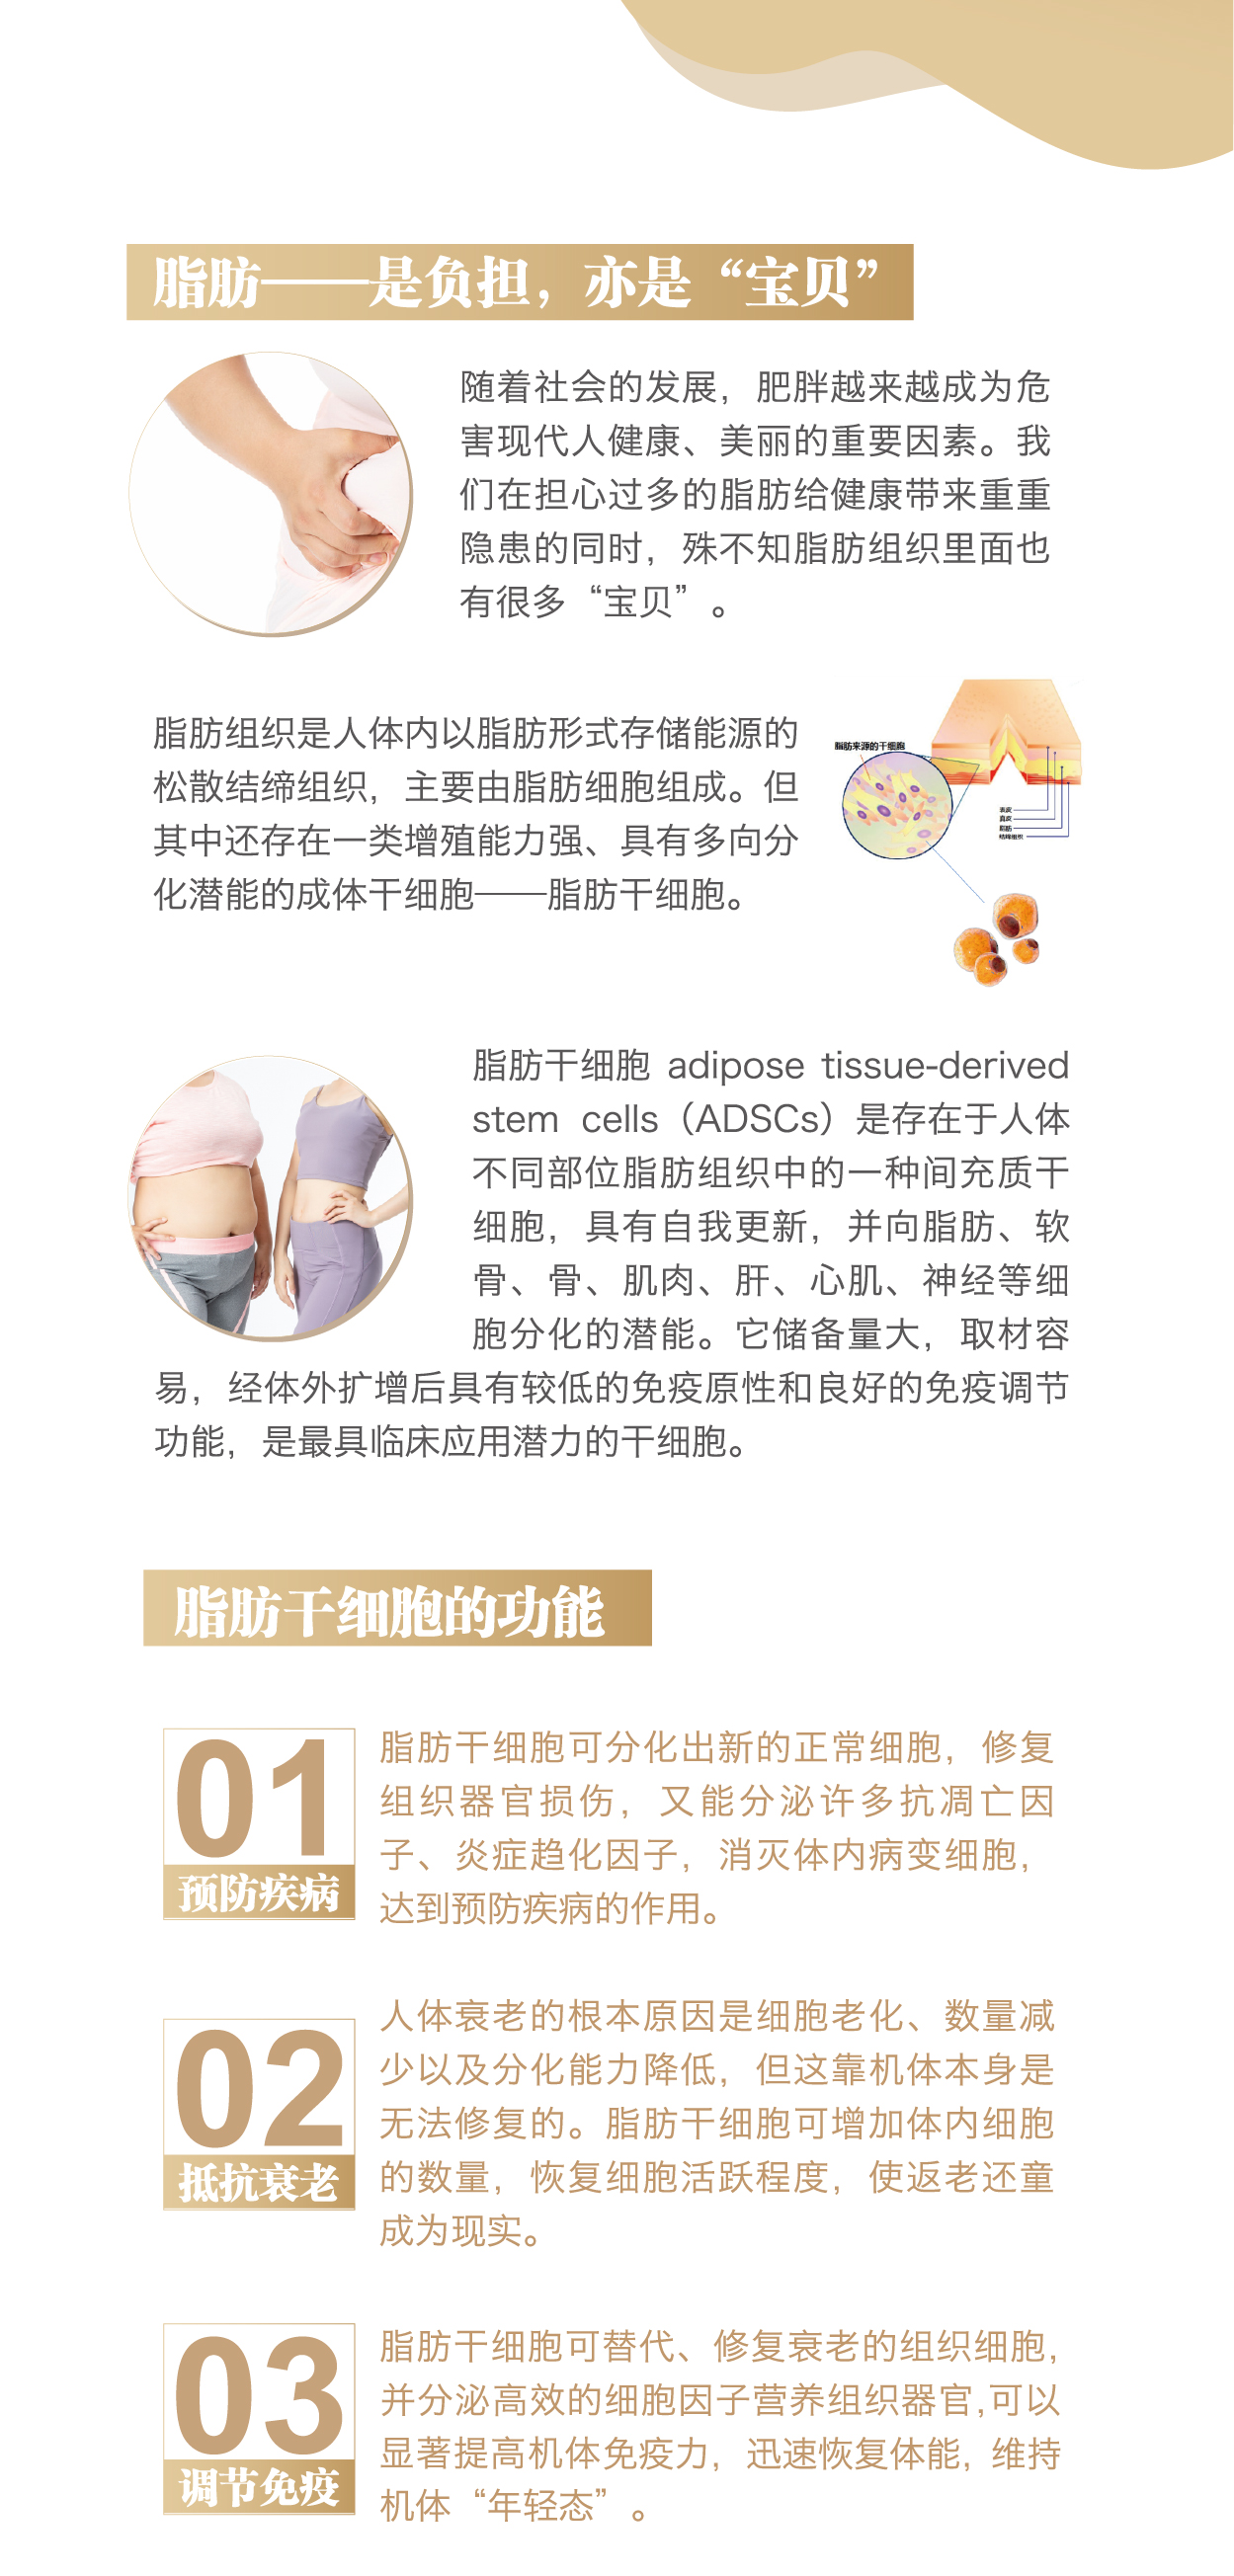 脂肪——是负担，亦是“宝贝”
随着社会的发展，肥胖越来越成为危
害现代人健康、美丽的重要因素。我
们在担心过多的脂肪给健康带来重重
隐患的同时，殊不知脂肪组织里面也
有很多“宝贝”。
脂肪组织是人体内以脂肪形式存储能源的
松散结缔组织，主要由脂肪细胞组成。但
其中还存在一类增殖能力强、具有多向分
化潜能的成体干细胞——脂肪干细胞。
脂肪来源的干细胞
表皮
真皮
脂肪
结缔组织
脂肪干细胞 adipose tissue-derived
stem cells（ADSCs）是存在于人体
不同部位脂肪组织中的一种间充质干
细胞，具有自我更新，并向脂肪、软
骨、骨、肌肉、肝、心肌、神经等细
胞分化的潜能。它储备量大，取材容
易，经体外扩增后具有较低的免疫原性和良好的免疫调节
功能，是最具临床应用潜力的干细胞。
脂肪干细胞的功能
01
预防疾病
脂肪干细胞可分化出新的正常细胞，修复
组织器官损伤，又能分泌许多抗凋亡因
子、炎症趋化因子，消灭体内病变细胞，
达到预防疾病的作用。
02
抵抗衰老
人体衰老的根本原因是细胞老化、数量减
少以及分化能力降低，但这靠机体本身是
无法修复的。脂肪干细胞可增加体内细胞
的数量，恢复细胞活跃程度，使返老还童
成为现实。
03
调节免疫
脂肪干细胞可替代、修复衰老的组织细胞，
并分泌高效的细胞因子营养组织器官,可以
显著提高机体免疫力，迅速恢复体能，维持
机体“年轻态”。